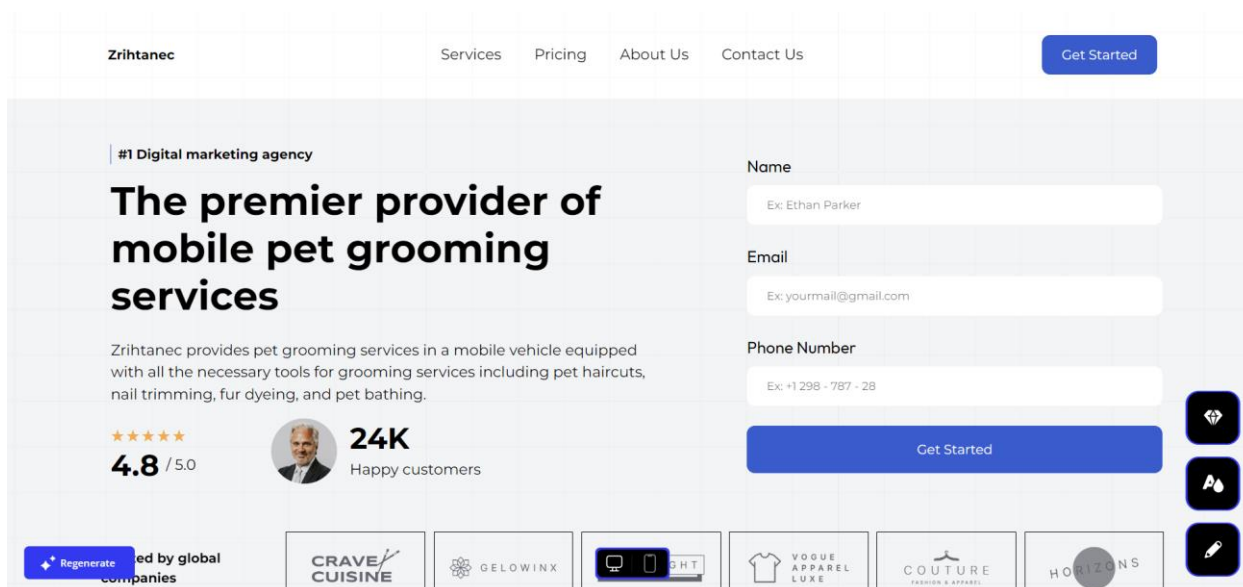 Zrihtanec
Services Pricing About Us Contact Us
Get Started
#1 Digital marketing agency
The premier provider of
mobile pet grooming
services
Zrihtanec provides pet grooming services in a mobile vehicle equipped
with all the necessary tools for grooming services including pet haircuts,
nail trimming, fur dyeing, and pet bathing.
★★★★★
4.8 / 5.0
24K
Happy customers
Name
Ex: Ethan Parker
Email
Ex: yourmail@gmail.com
Phone Number
Ex: +1 298 - 787 - 28
Get Started
A
Regenerate
by global
companies
CRAVE
CUISINE
GELOWINX
VOGUE
APPAREL
LUXE
COUTURE
FASHION & APPAREL
HORIZONS